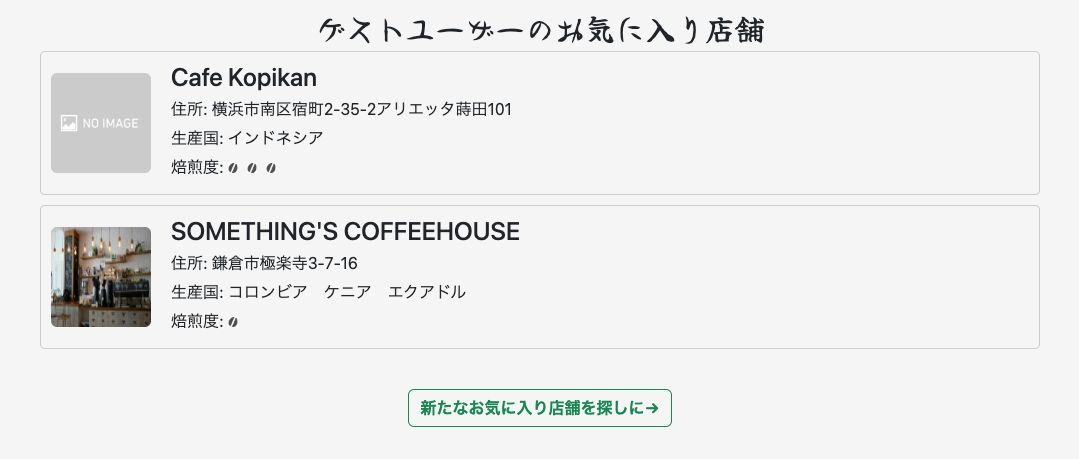 ゲストユーザーのお気に入り店舗
NO IMAGE
Cafe Kopikan
住所: 横浜市南区宿町2-35-2アリエッタ蒔田101
生産国: インドネシア
焙煎度:
SOMETHING'S COFFEEHOUSE
住所: 鎌倉市極楽寺3-7-16
生産国: コロンビア　ケニア　エクアドル
焙煎度:
新たなお気に入り店舗を探しに→